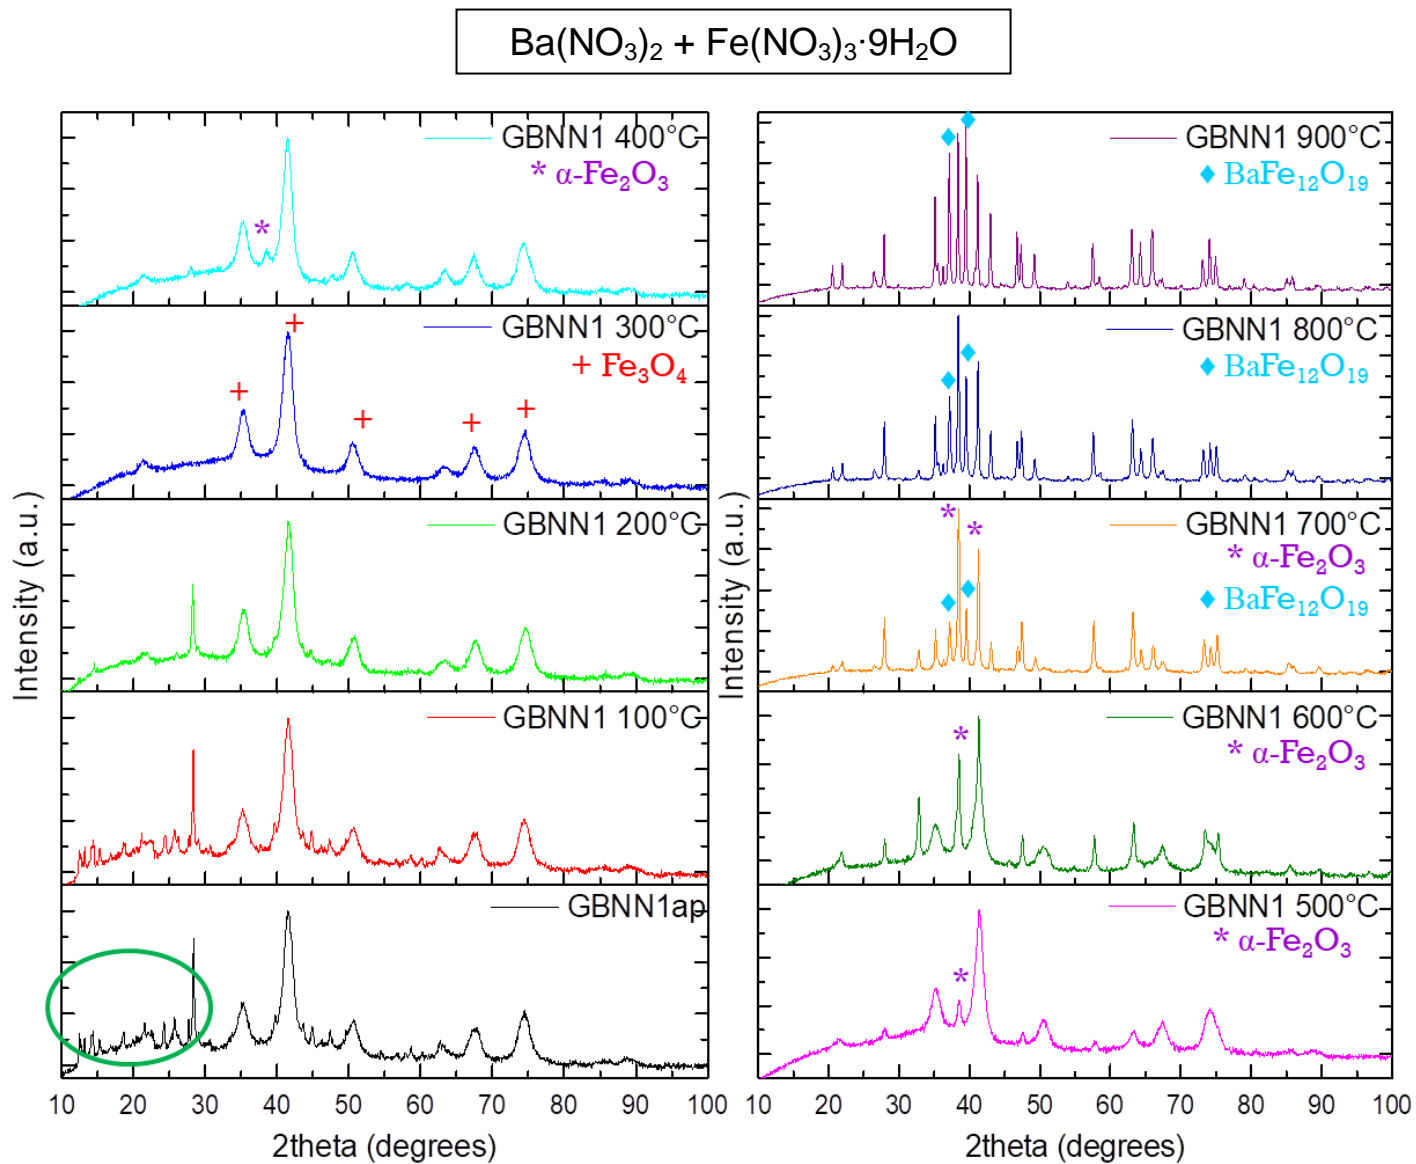 Ba(NO₃)₂ + Fe(NO₃)₃·9H₂O
Intensity (a.u.)
GBNN1 400°C
* α-Fe₂O₃
*
GBNN1 300°C
+ Fe₃O₄
+ + + + +
GBNN1 200°C
GBNN1 100°C
GBNN1ap
10 20 30 40 50 60 70 80 90 100
2theta (degrees)
Intensity (a.u.)
GBNN1 900°C
♦ BaFe₁₂O₁₉
♦ ♦
GBNN1 800°C
♦ BaFe₁₂O₁₉
♦ ♦
GBNN1 700°C
* α-Fe₂O₃
♦ BaFe₁₂O₁₉
* *
♦ ♦
GBNN1 600°C
* α-Fe₂O₃
*
GBNN1 500°C
* α-Fe₂O₃
*
10 20 30 40 50 60 70 80 90 100
2theta (degrees)